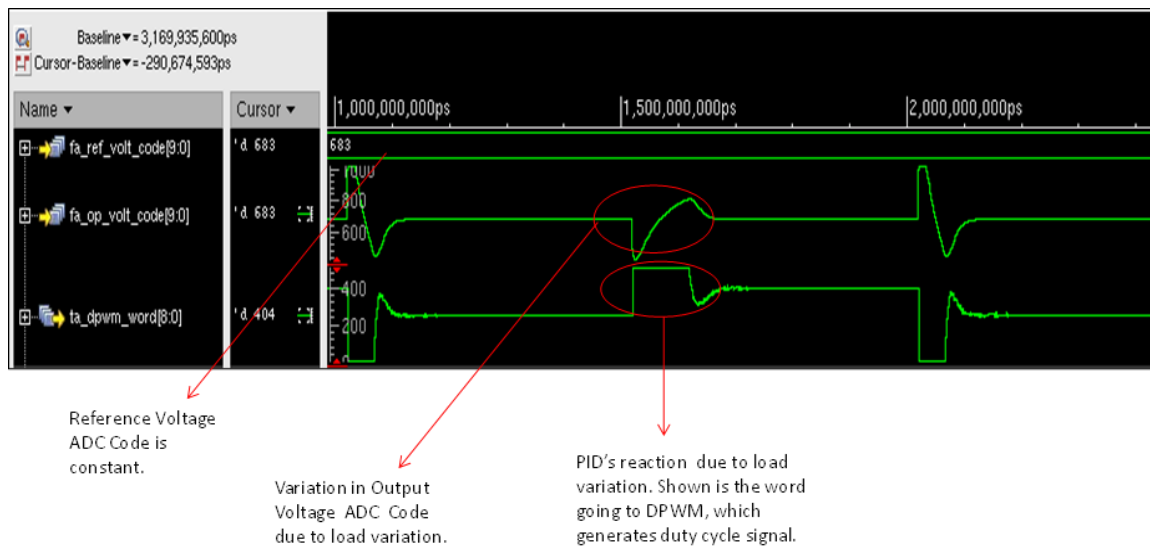 Baseline▼= 3,169,935,600ps
Cursor-Baseline▼= -290,674,593ps
Name ▼
Cursor ▼
1,000,000,000ps
1,500,000,000ps
2,000,000,000ps
fa_ref_volt_code[9:0]
'd 683
683
1000
800
fa_op_volt_code[9:0]
'd 683
600
400
ta_dpwm_word[8:0]
'd 404
200
0
Reference Voltage
ADC Code is
constant.
Variation in Output
Voltage ADC Code
due to load variation.
PID's reaction due to load
variation. Shown is the word
going to DPWM, which
generates duty cycle signal.